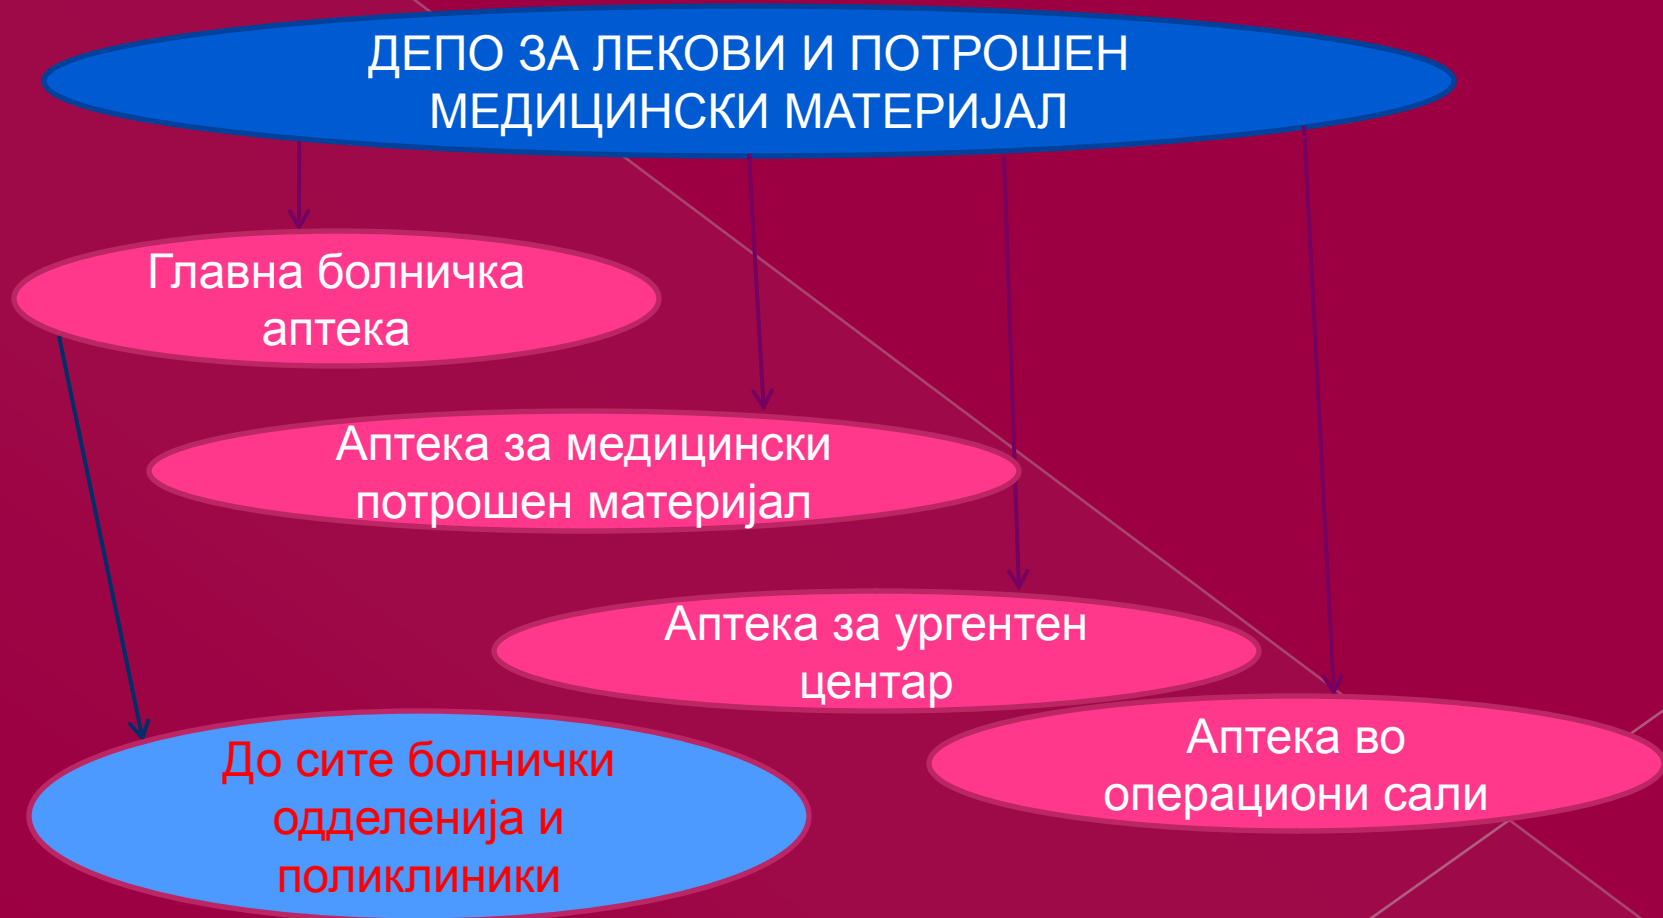 ДЕПО ЗА ЛЕКОВИ И ПОТРОШЕН
МЕДИЦИНСКИ МАТЕРИЈАЛ
Главна болничка
аптека
Аптека за медицински
потрошен материјал
Аптека за ургентен
центар
Аптека во
операциони сали
До сите болнички
одделенија и
поликлиники